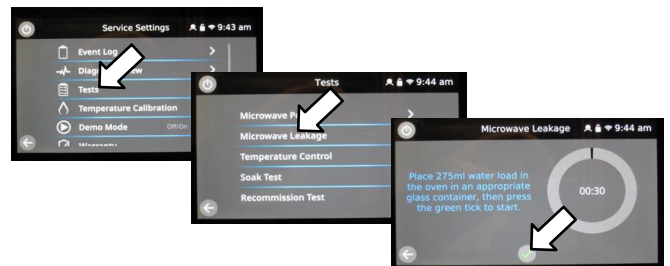 Service Settings 9:43 am
Event Log
Tests
Temperature Calibration
Demo Mode Off/On
Warranty
Tests 9:44 am
Microwave
Microwave Leakage
Temperature Control
Soak Test
Recommission Test
Microwave Leakage 9:44 am
Place 275ml water load in
the oven in an appropriate
glass container, then press
the green tick to start.
00:30